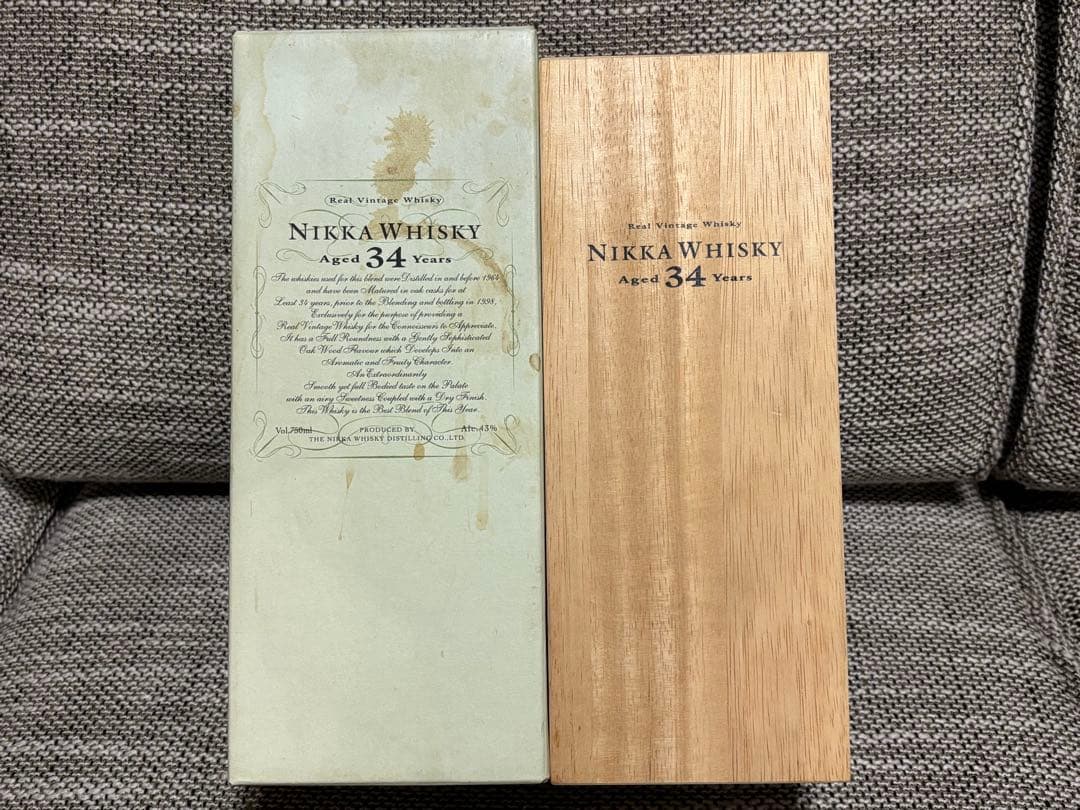 Real Vintage Whisky
NIKKA WHISKY
Aged 34 Years
The whiskies used for this blend were Distilled in and before 1964
and have been Matured in oak casks for at
Least 34 years, prior to the Blending and bottling in 1998,
Exclusively for the purpose of providing a
Real Vintage Whisky for the Connoiseurs to Appreciate.
It has a Full Roundness with a Gently Sophisticated
Oak Wood Flavour which Develops Into an
Aromatic and Fruity Character.
An Extraordinarily
Smooth yet full Bodied taste on the Palate
with an airy Sweetness Coupled with a Dry Finish.
This Whisky is the Best Blend of This Year.
Vol.750ml PRODUCED BY Alc.43%
THE NIKKA WHISKY DISTILLING CO.,LTD.
Real Vintage Whisky
NIKKA WHISKY
Aged 34 Years